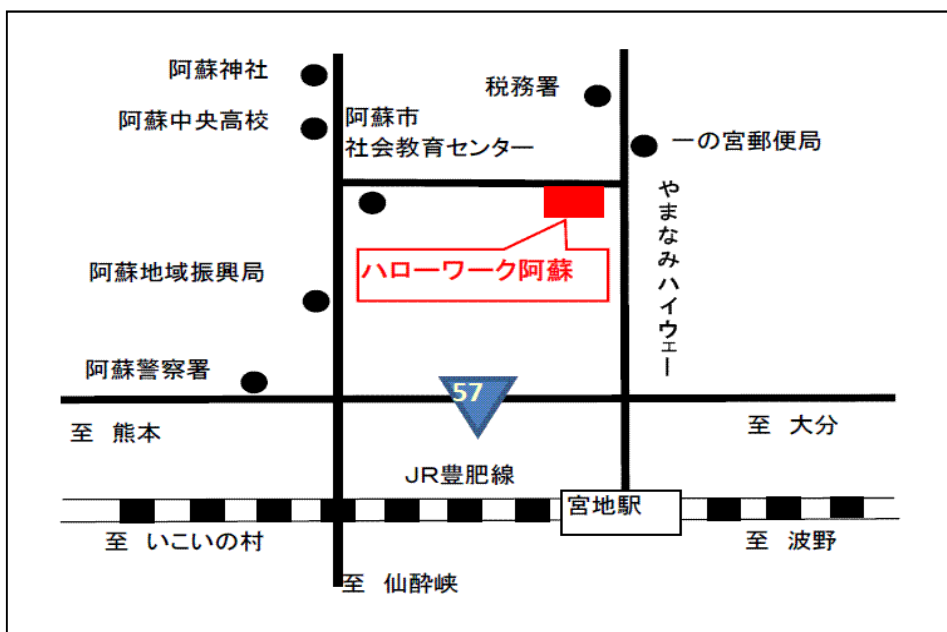 阿蘇神社
税務署
阿蘇中央高校
阿蘇市
社会教育センター
一の宮郵便局
やまなみハイウェー
ハローワーク阿蘇
阿蘇地域振興局
阿蘇警察署
57
至 熊本
至 大分
JR豊肥線
宮地駅
至 いこいの村
至 波野
至 仙酔峡